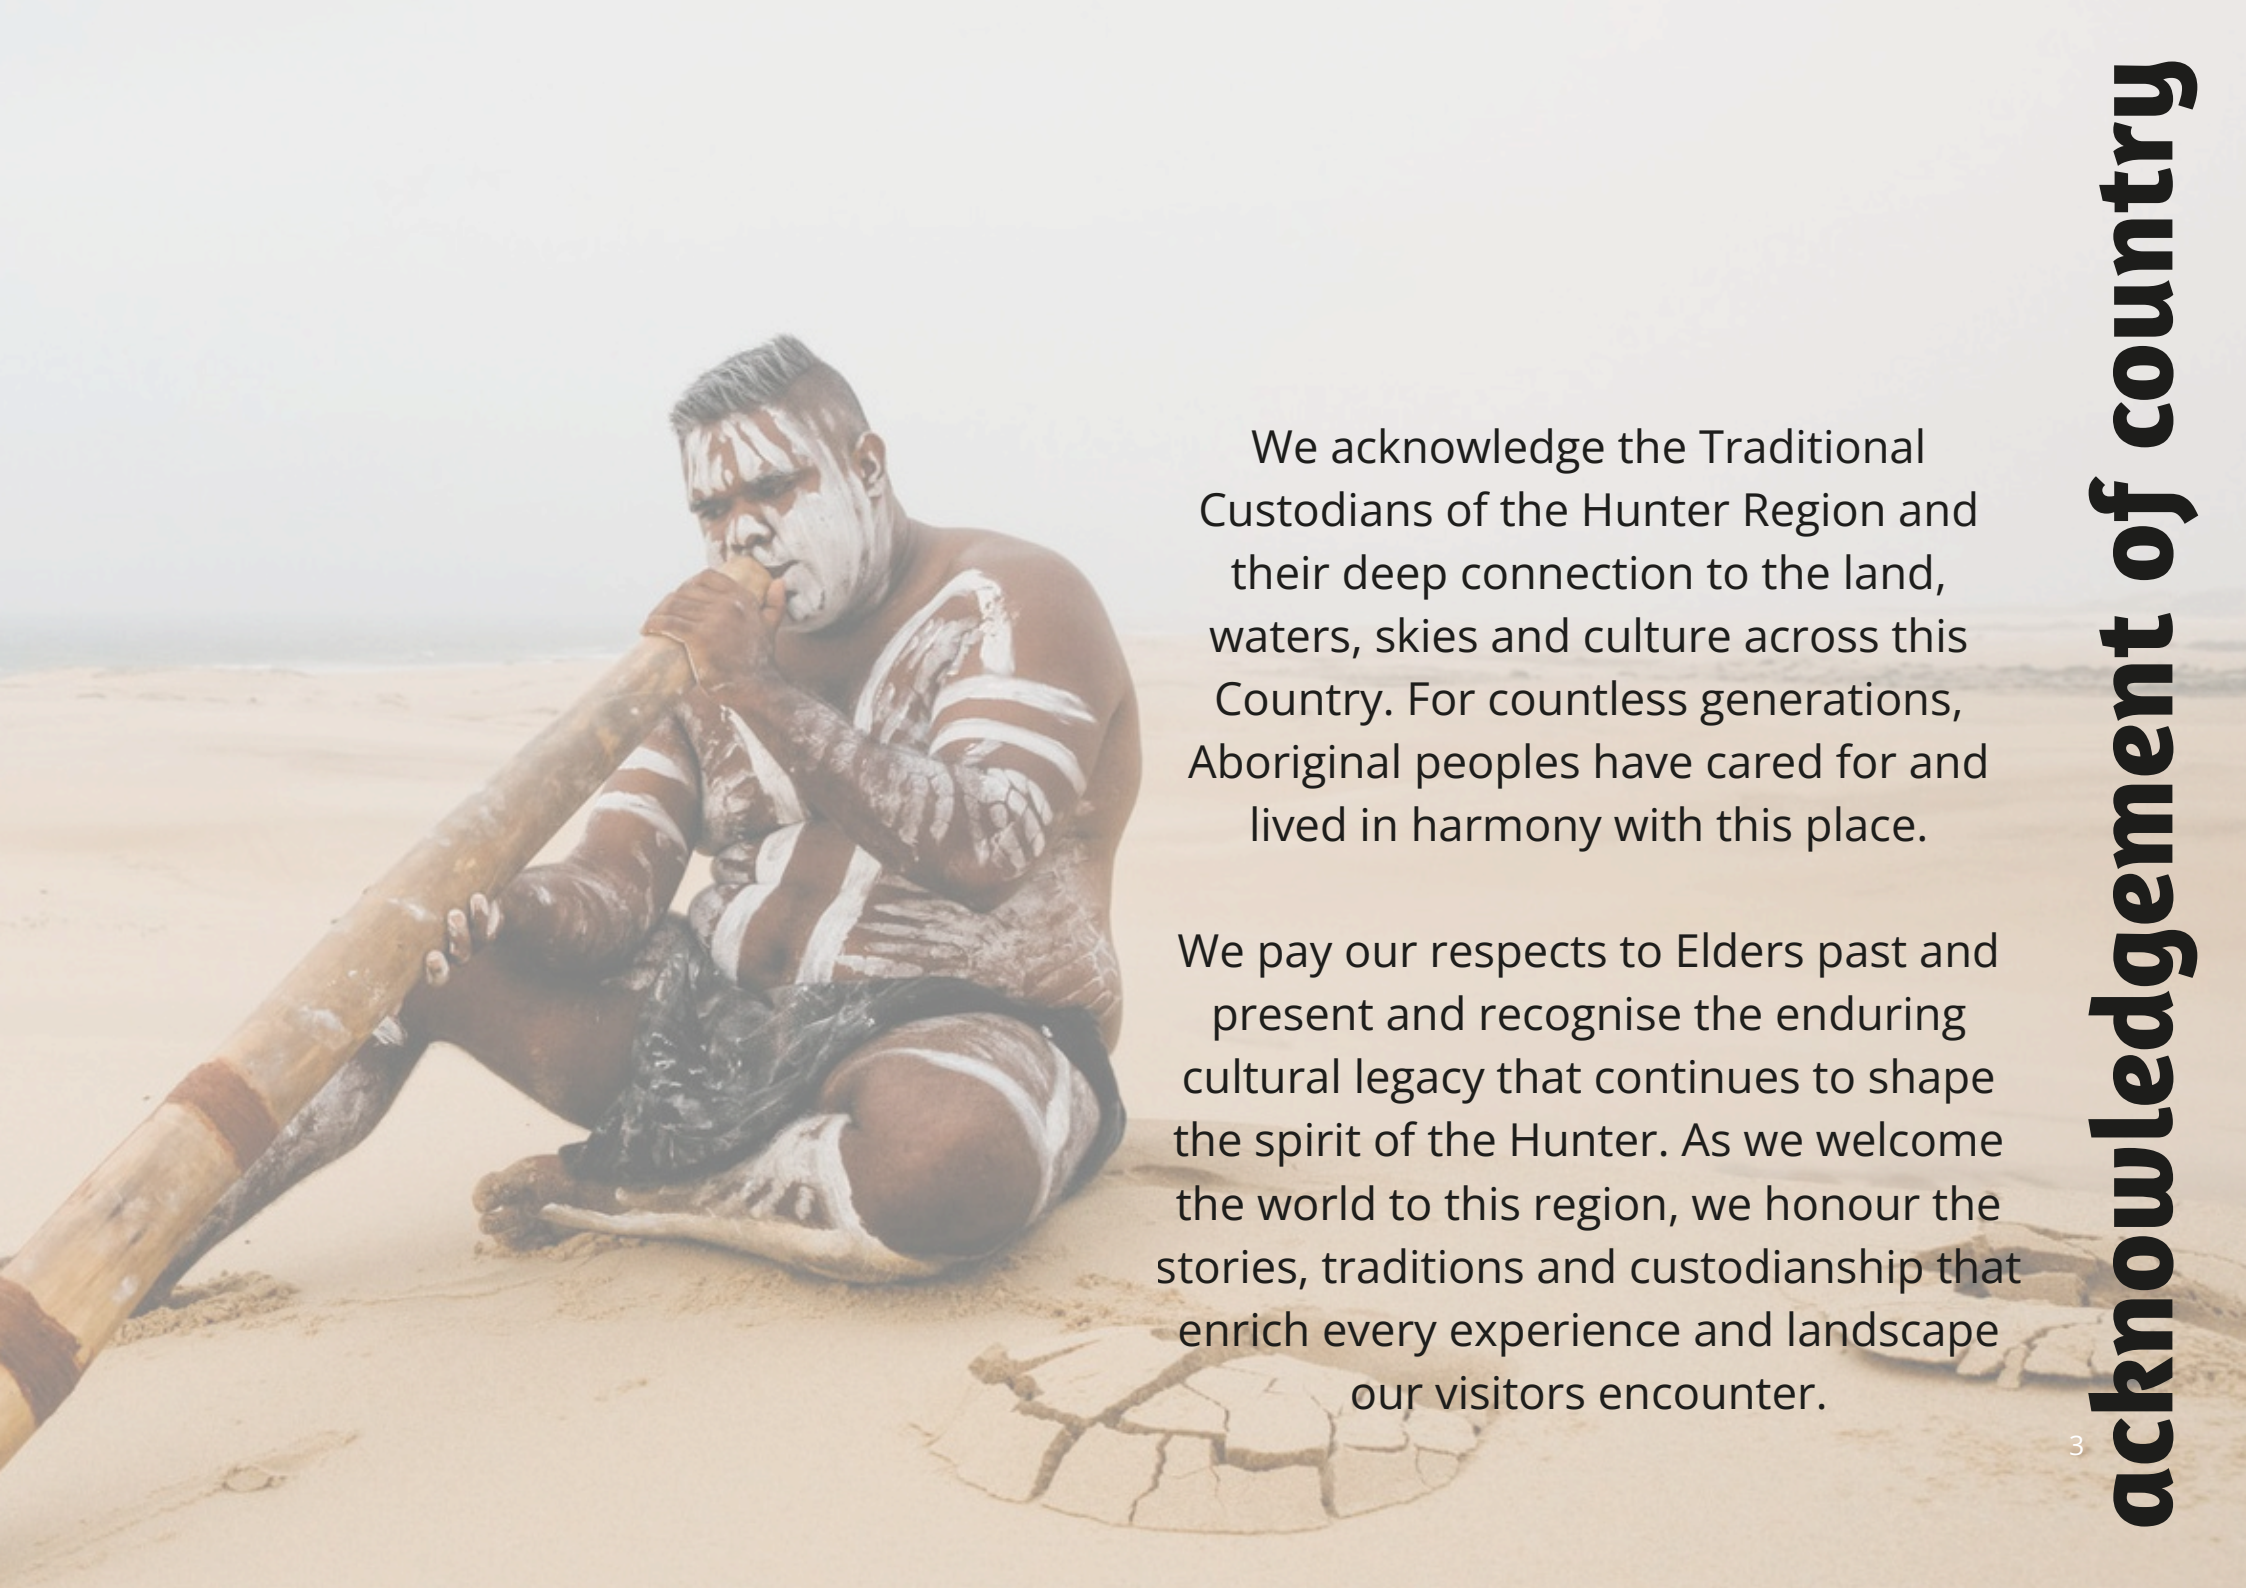 acknowledgement of country
We acknowledge the Traditional
Custodians of the Hunter Region and
their deep connection to the land,
waters, skies and culture across this
Country. For countless generations,
Aboriginal peoples have cared for and
lived in harmony with this place.
We pay our respects to Elders past and
present and recognise the enduring
cultural legacy that continues to shape
the spirit of the Hunter. As we welcome
the world to this region, we honour the
stories, traditions and custodianship that
enrich every experience and landscape
our visitors encounter.
3